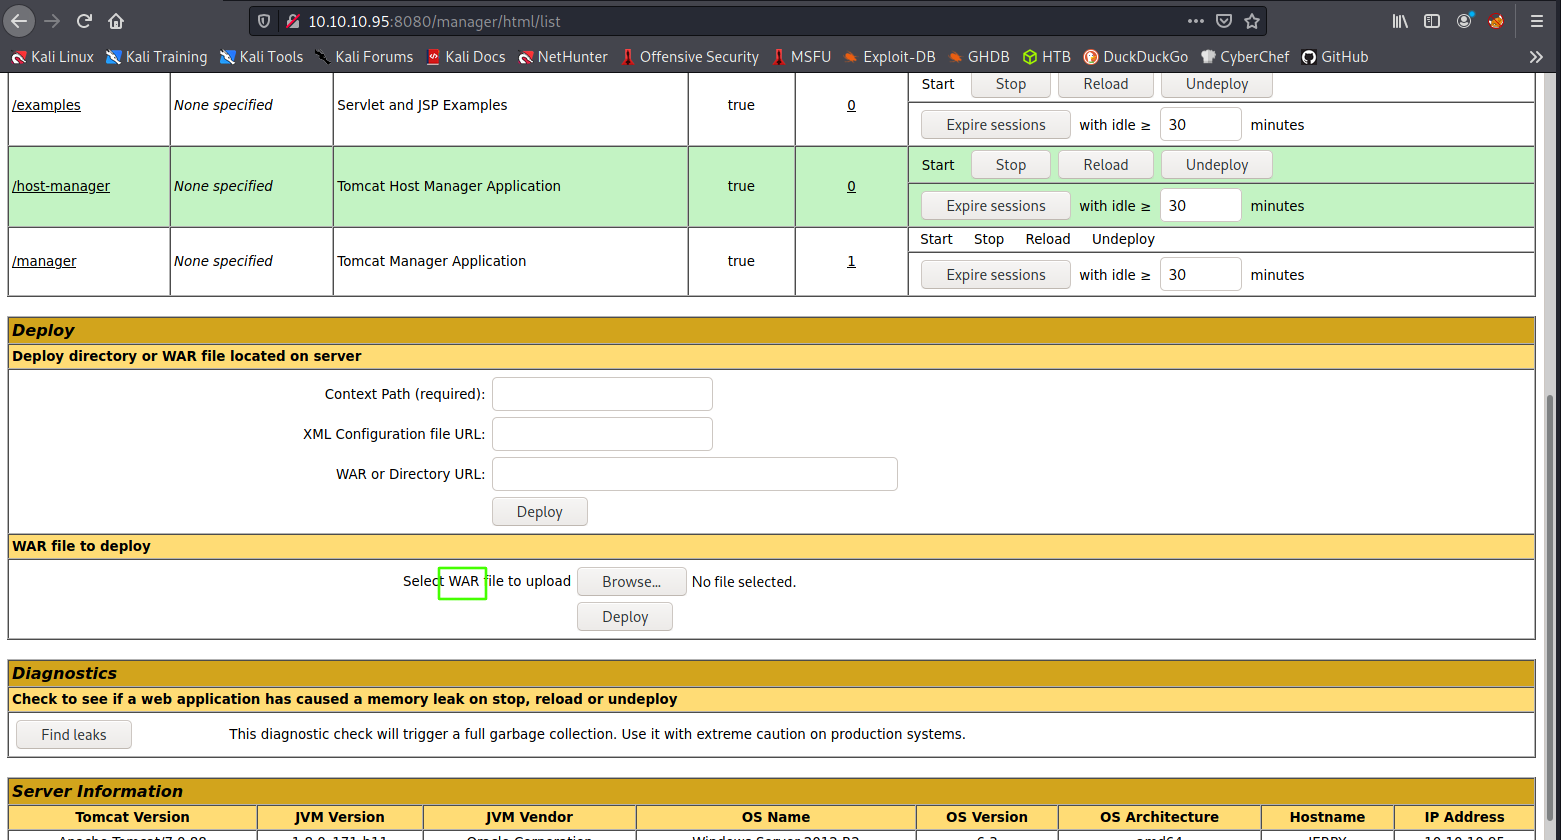 10.10.10.95:8080/manager/html/list
Kali Linux Kali Training Kali Tools Kali Forums Kali Docs NetHunter Offensive Security MSFU Exploit-DB GHDB HTB DuckDuckGo CyberChef GitHub
/examples None specified Servlet and JSP Examples true 0 Start Stop Reload Undeploy
Expire sessions with idle ≥ 30 minutes
/host-manager None specified Tomcat Host Manager Application true 0 Start Stop Reload Undeploy
Expire sessions with idle ≥ 30 minutes
/manager None specified Tomcat Manager Application true 1 Start Stop Reload Undeploy
Expire sessions with idle ≥ 30 minutes
Deploy
Deploy directory or WAR file located on server
Context Path (required):
XML Configuration file URL:
WAR or Directory URL:
Deploy
WAR file to deploy
Select WAR file to upload Browse... No file selected.
Deploy
Diagnostics
Check to see if a web application has caused a memory leak on stop, reload or undeploy
Find leaks This diagnostic check will trigger a full garbage collection. Use it with extreme caution on production systems.
Server Information
Tomcat Version JVM Version JVM Vendor OS Name OS Version OS Architecture Hostname IP Address